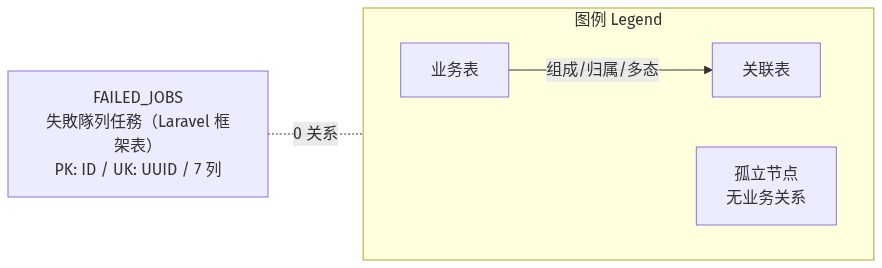 图例 Legend
业务表
组成/归属/多态
关联表
FAILED_JOBS
失敗隊列任務（Laravel 框
架表）
PK: ID / UK: UUID / 7 列
0 关系
孤立节点
无业务关系